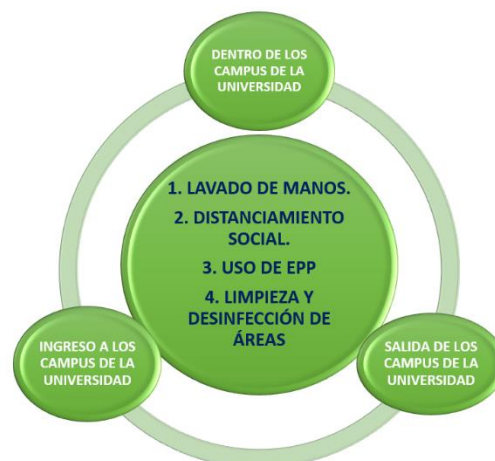 DENTRO DE LOS
CAMPUS DE LA
UNIVERSIDAD
1. LAVADO DE MANOS.
2. DISTANCIAMIENTO
SOCIAL.
3. USO DE EPP
4. LIMPIEZA Y
DESINFECCIÓN DE
ÁREAS
INGRESO A LOS
CAMPUS DE LA
UNIVERSIDAD
SALIDA DE LOS
CAMPUS DE LA
UNIVERSIDAD